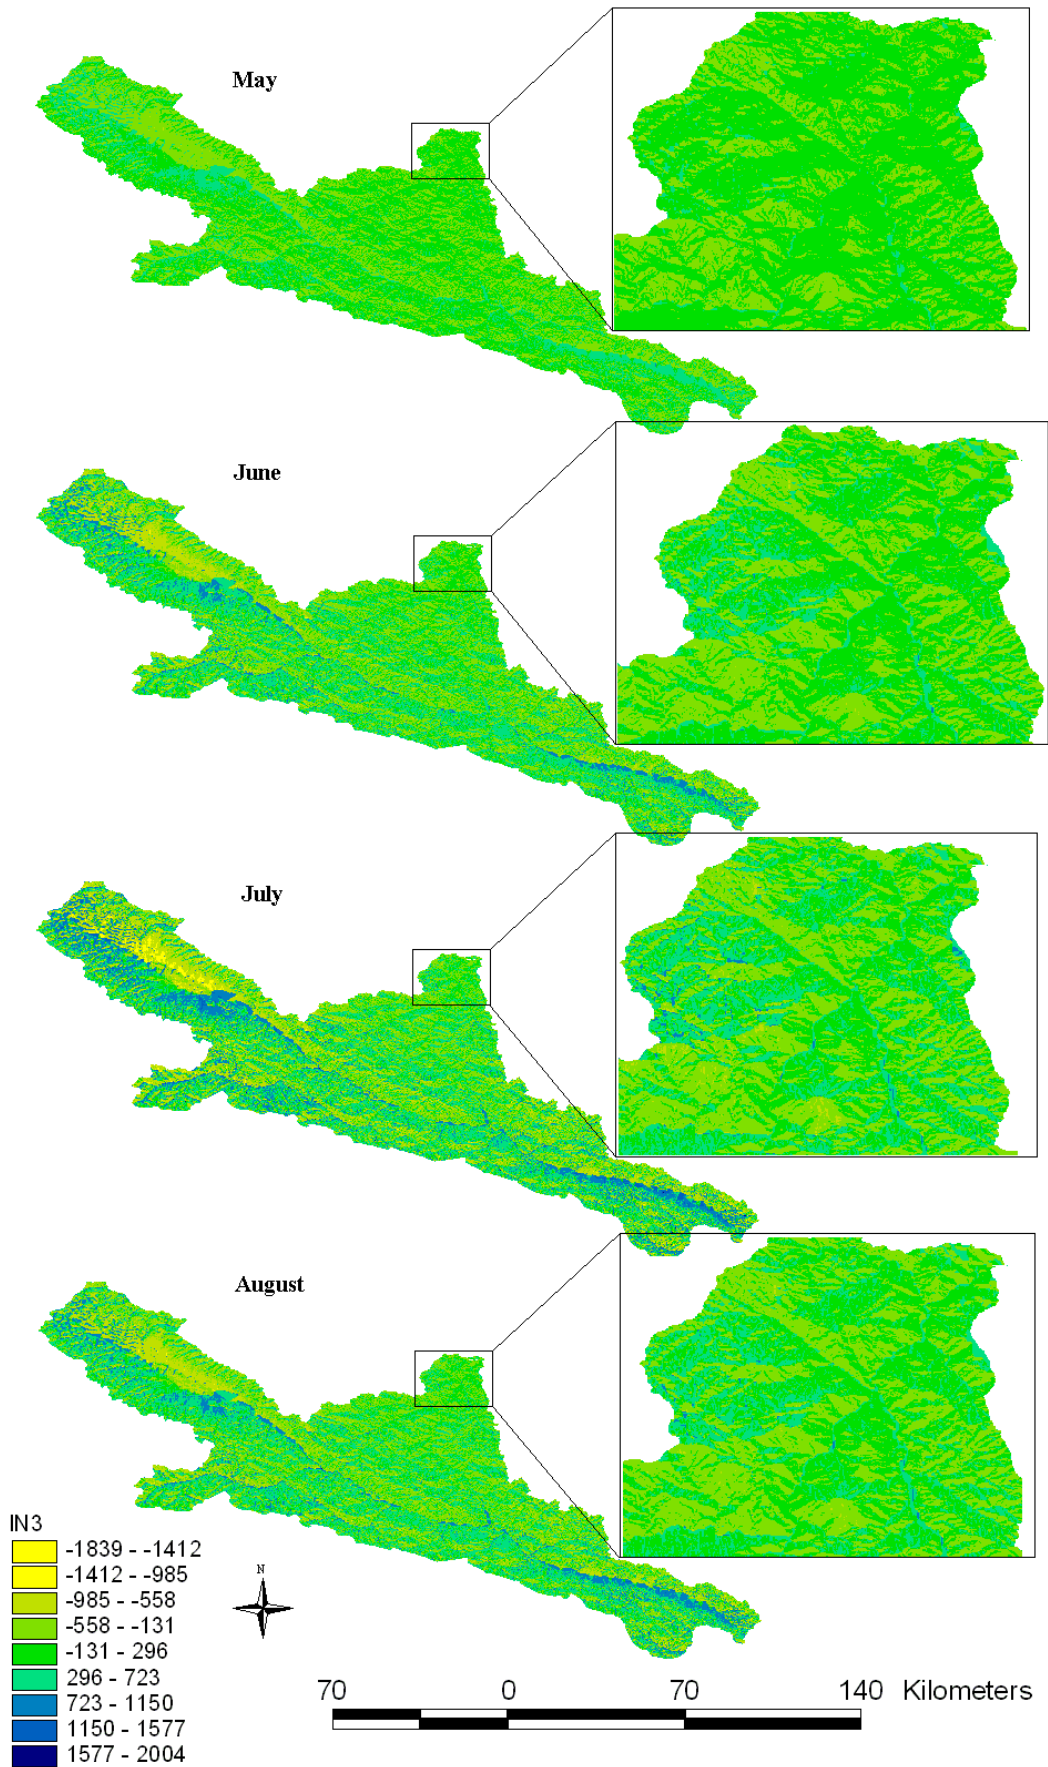 May
June
July
August
IN3
-1839 - -1412
-1412 - -985
-985 - -558
-558 - -131
-131 - 296
296 - 723
723 - 1150
1150 - 1577
1577 - 2004
N
70 0 70 140 Kilometers